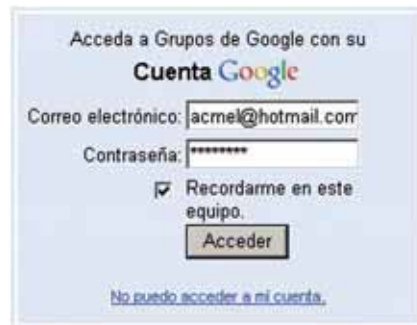 Acceda a Grupos de Google con su
Cuenta Google
Correo electrónico: acmel@hotmail.com
Contraseña: ********
Recordarme en este
equipo.
Acceder
No puedo acceder a mi cuenta.